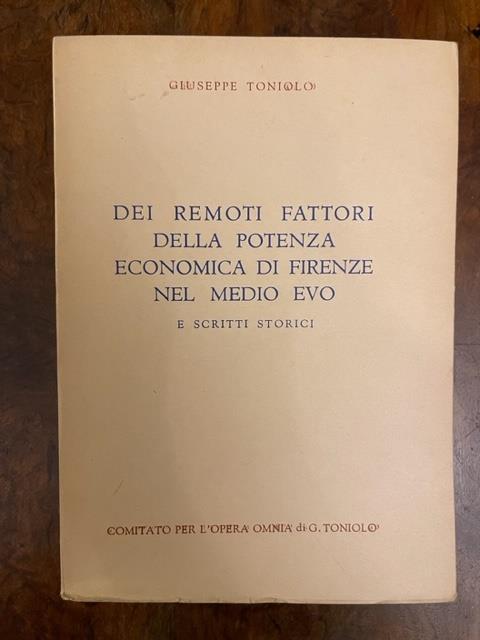 GIUSEPPE TONIOLO
DEI REMOTI FATTORI
DELLA POTENZA
ECONOMICA DI FIRENZE
NEL MEDIO EVO
E SCRITTI STORICI
COMITATO PER L'OPERA OMNIA di G. TONIOLO